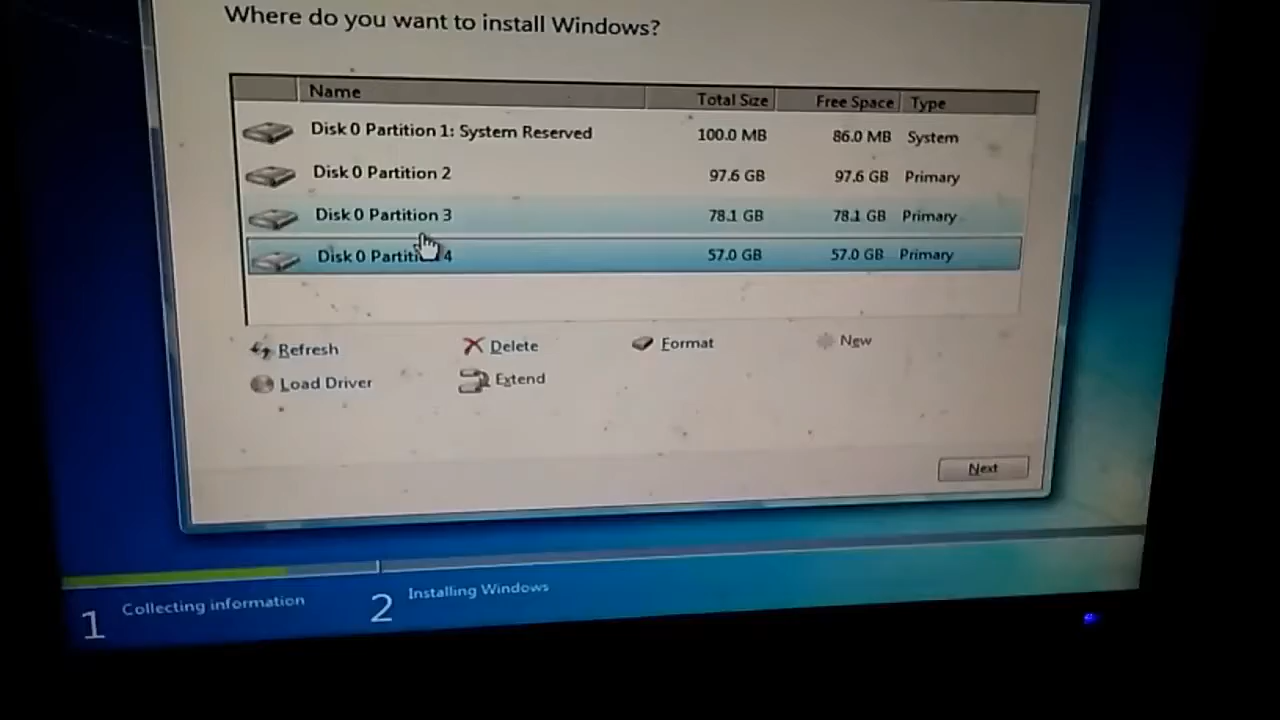 Where do you want to install Windows?
Name Total Size Free Space Type
Disk 0 Partition 1: System Reserved 100.0 MB 86.0 MB System
Disk 0 Partition 2 97.6 GB 97.6 GB Primary
Disk 0 Partition 3 78.1 GB 78.1 GB Primary
Disk 0 Partiti 4 57.0 GB 57.0 GB Primary
Refresh Delete Format New
Load Driver Extend
Next
1 Collecting information 2 Installing Windows